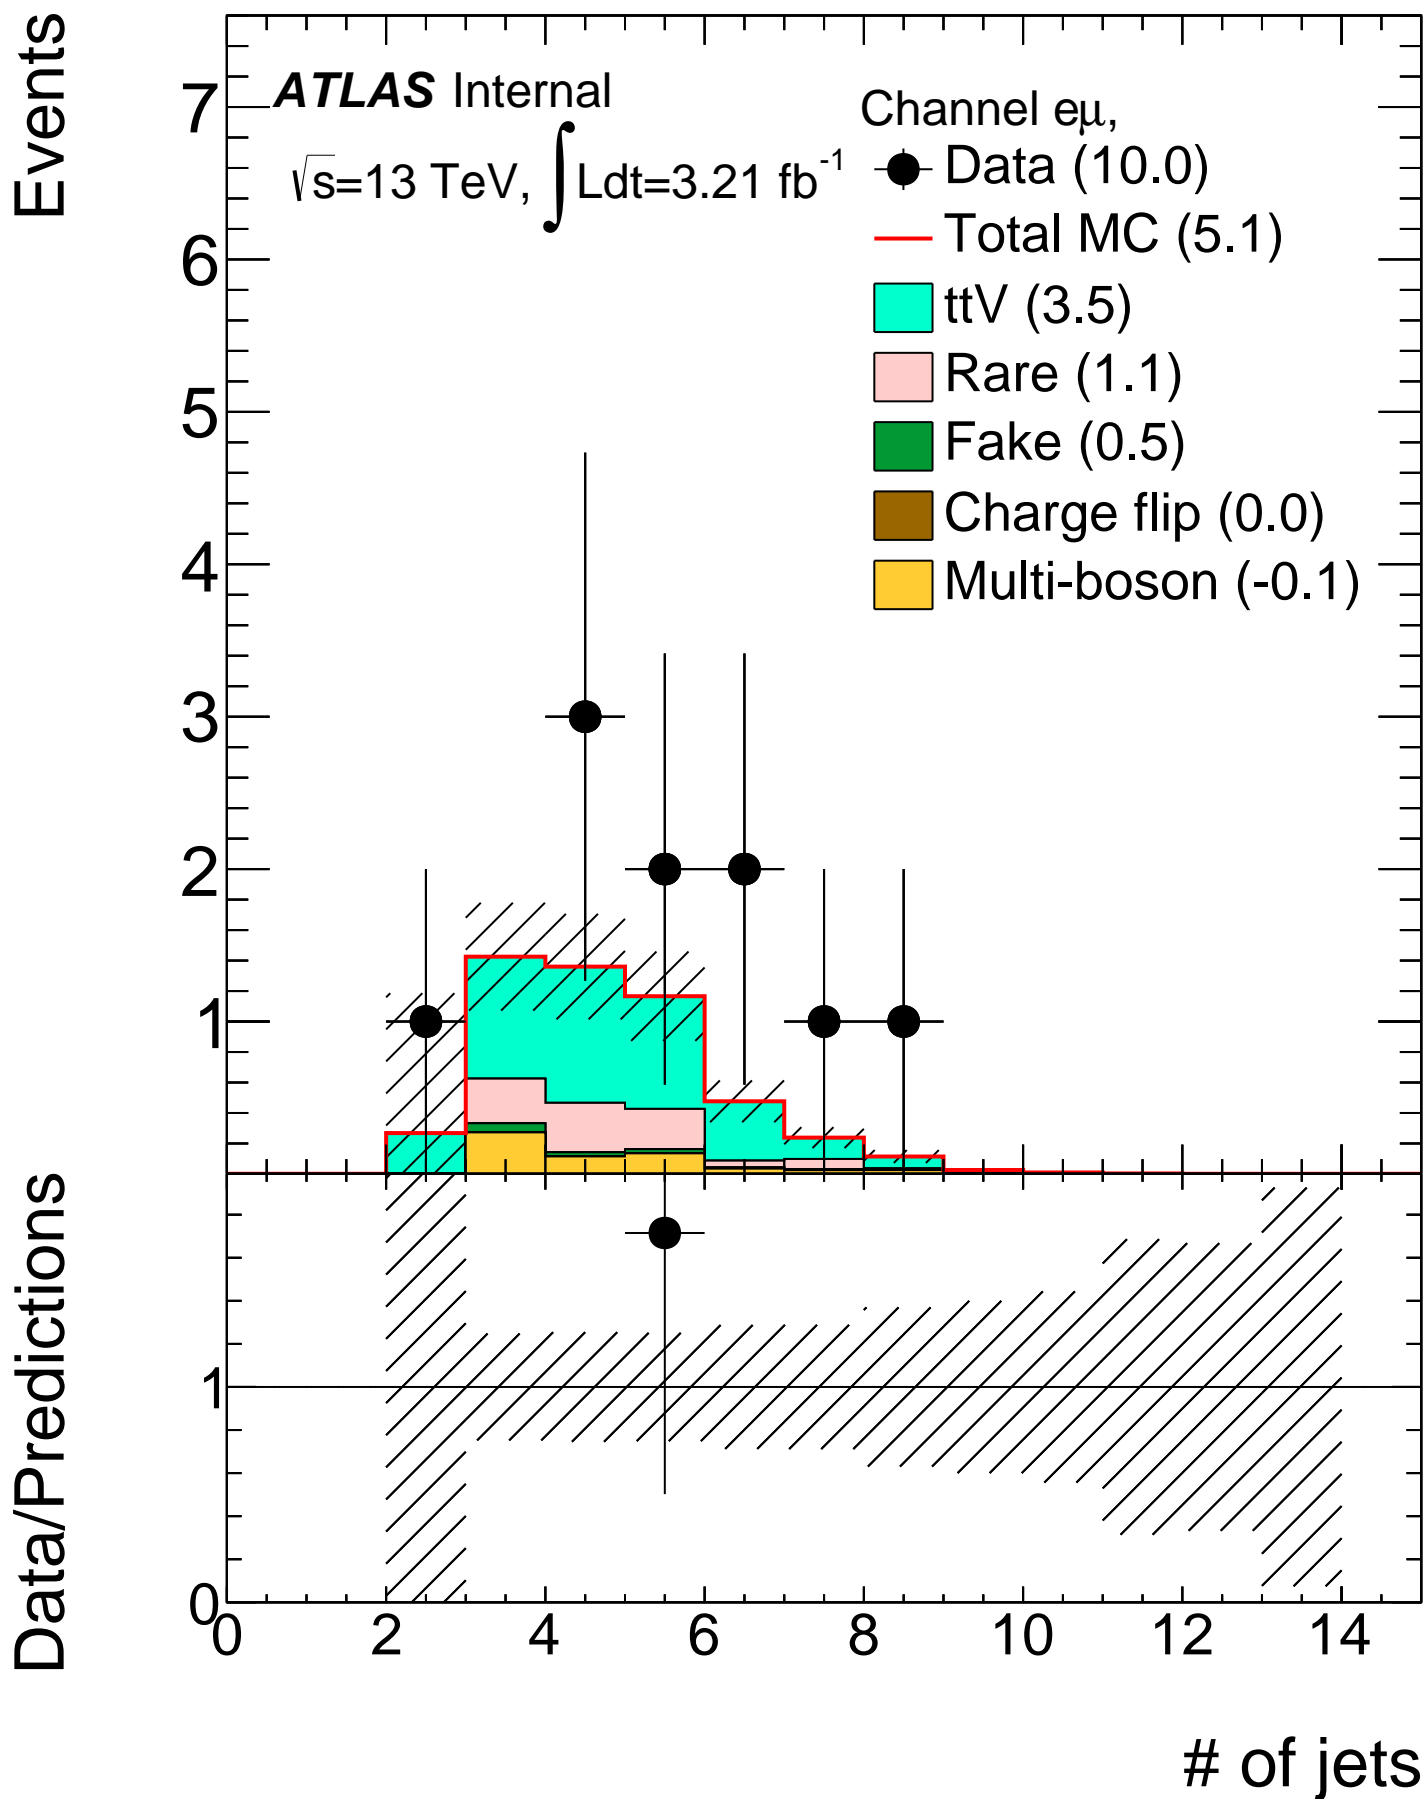 Events
7
6
5
4
3
2
1
ATLAS Internal
√s=13 TeV, ∫Ldt=3.21 fb⁻¹
Channel eμ,
Data (10.0)
Total MC (5.1)
ttV (3.5)
Rare (1.1)
Fake (0.5)
Charge flip (0.0)
Multi-boson (-0.1)
Data/Predictions
1
0
0 2 4 6 8 10 12 14
# of jets